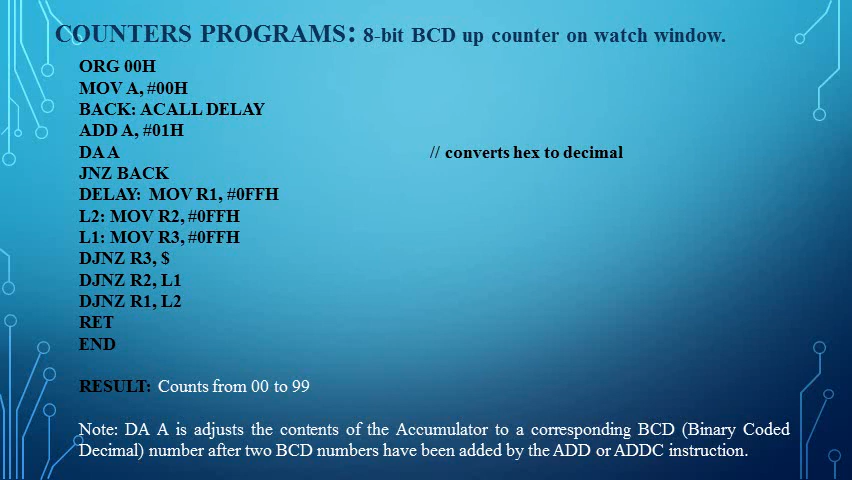 COUNTERS PROGRAMS: 8-bit BCD up counter on watch window.
ORG 00H
MOV A, #00H
BACK: ACALL DELAY
ADD A, #01H
DA A // converts hex to decimal
JNZ BACK
DELAY: MOV R1, #0FFH
L2: MOV R2, #0FFH
L1: MOV R3, #0FFH
DJNZ R3, $
DJNZ R2, L1
DJNZ R1, L2
RET
END
RESULT: Counts from 00 to 99
Note: DA A is adjusts the contents of the Accumulator to a corresponding BCD (Binary Coded
Decimal) number after two BCD numbers have been added by the ADD or ADDC instruction.